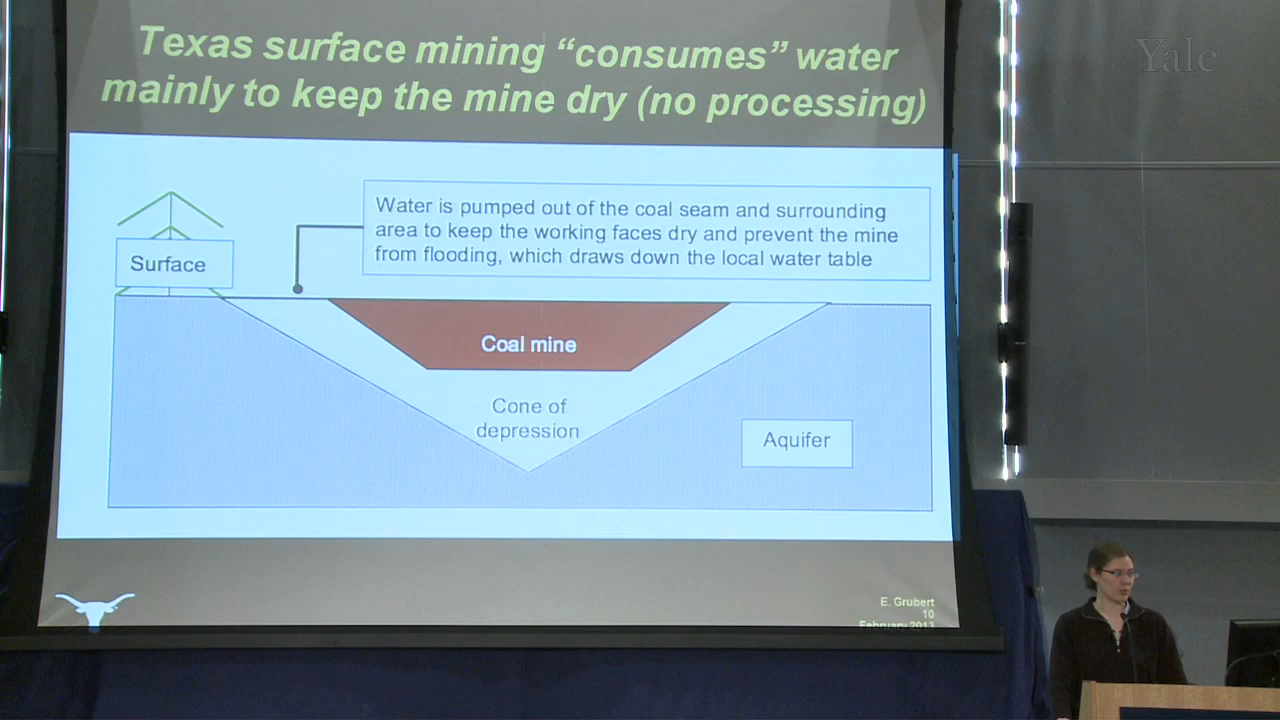 Yale
Texas surface mining “consumes” water
mainly to keep the mine dry (no processing)
Water is pumped out of the coal seam and surrounding
area to keep the working faces dry and prevent the mine
from flooding, which draws down the local water table
Surface
Coal mine
Cone of
depression
Aquifer
E. Grubert
10
February 2013